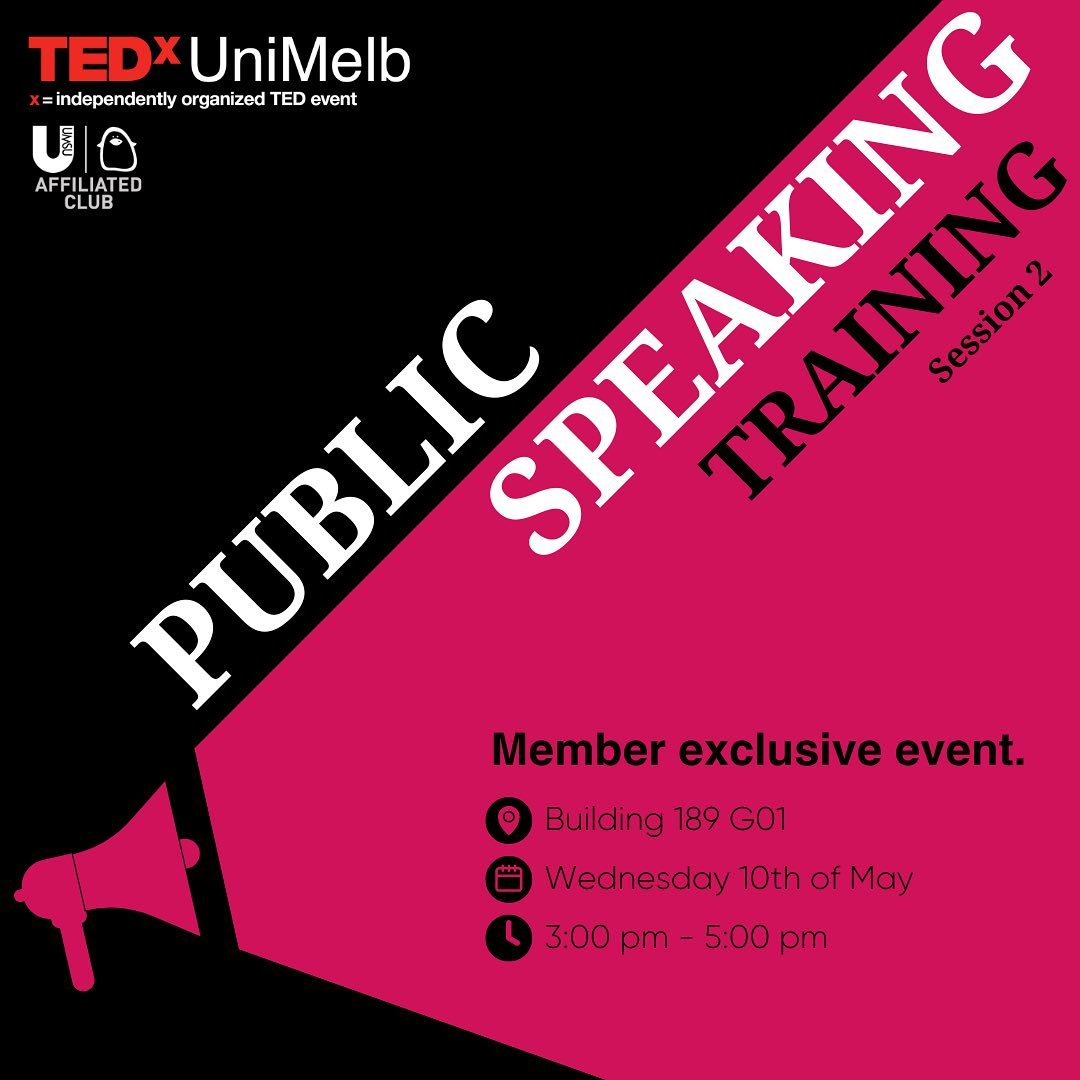 TEDx UniMelb
x = independently organized TED event
UMSU
AFFILIATED
CLUB
PUBLIC
SPEAKING
TRAINING
Session 2
Member exclusive event.
Building 189 G01
Wednesday 10th of May
3:00 pm - 5:00 pm